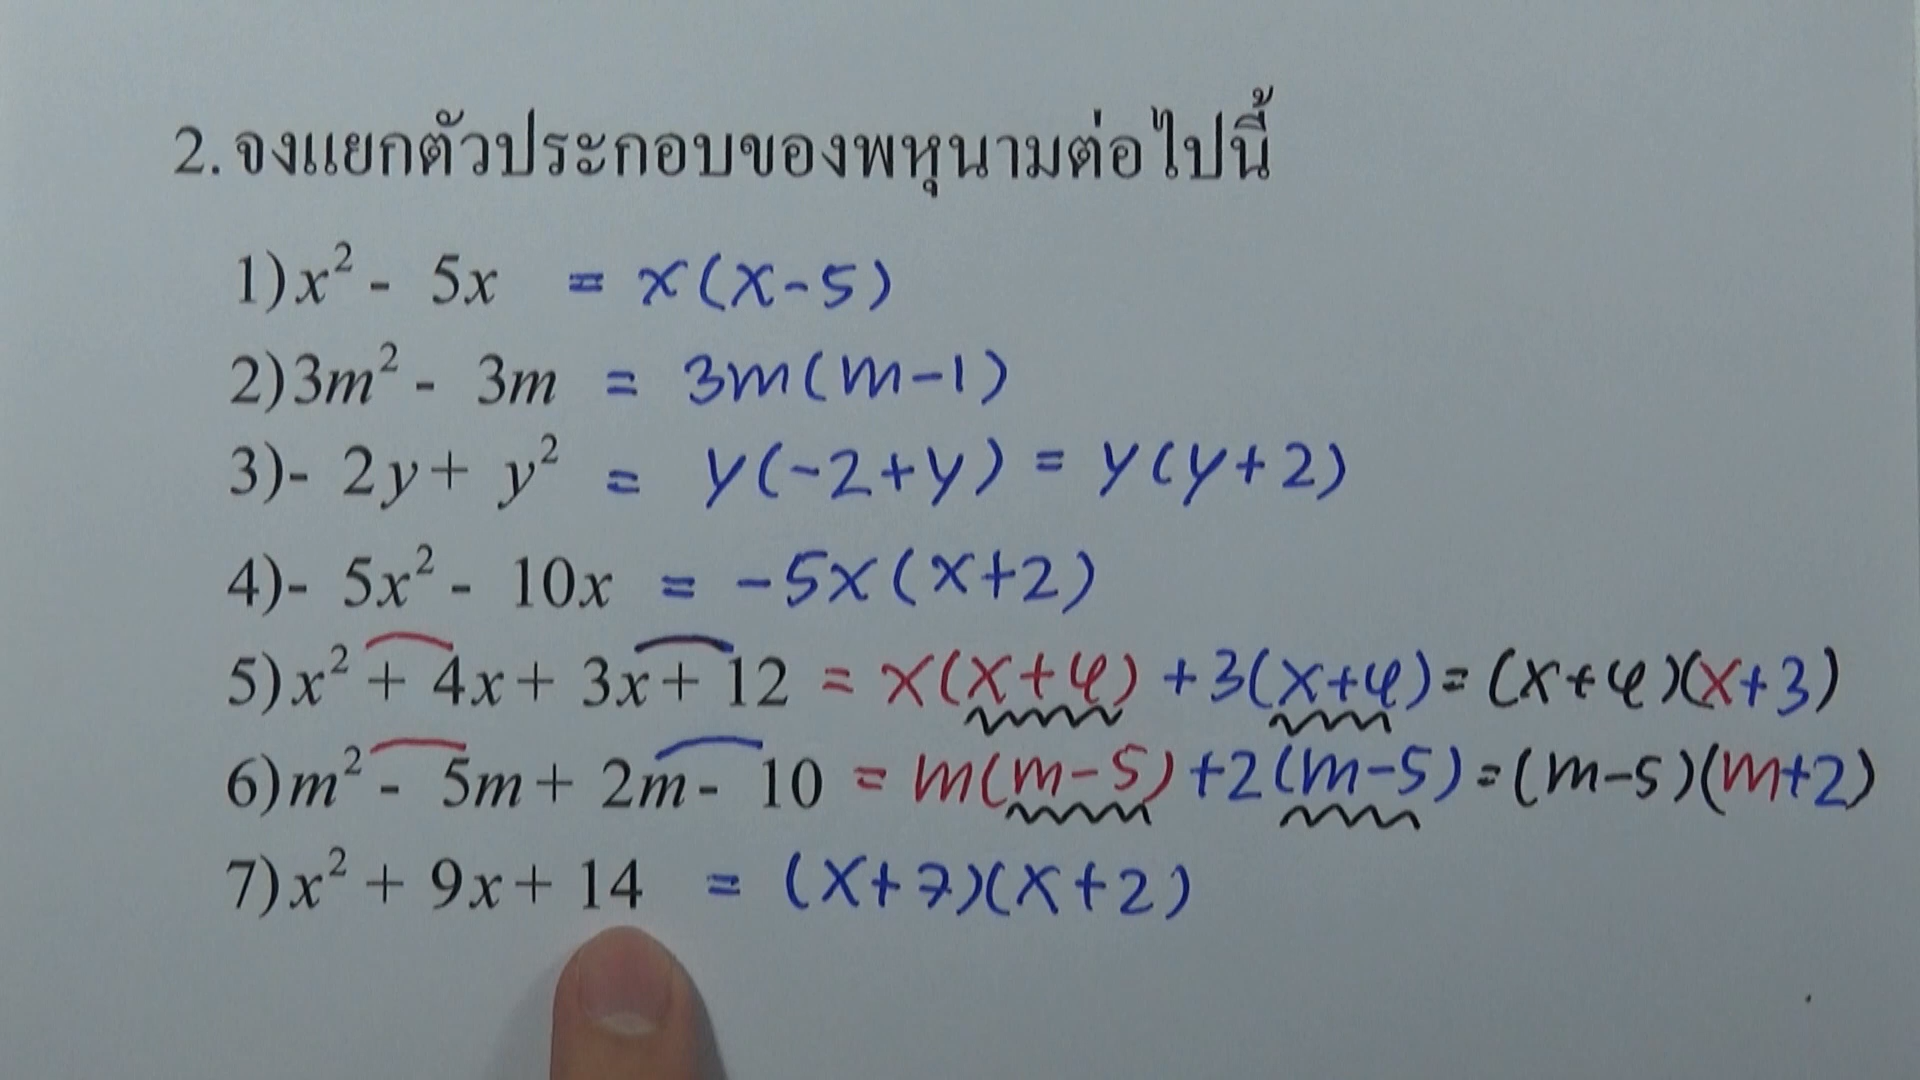 2. จงแยกตัวประกอบของพหุนามต่อไปนี้
1) x² - 5x = x(x-5)
2) 3m² - 3m = 3m(m-1)
3) - 2y + y² = y(-2+y) = y(y+2)
4) - 5x² - 10x = -5x(x+2)
5) x² + 4x + 3x + 12 = x(x+4) +3(x+4) = (x+4)(x+3)
6) m² - 5m + 2m - 10 = m(m-5) +2(m-5) = (m-5)(m+2)
7) x² + 9x + 14 = (x+7)(x+2)